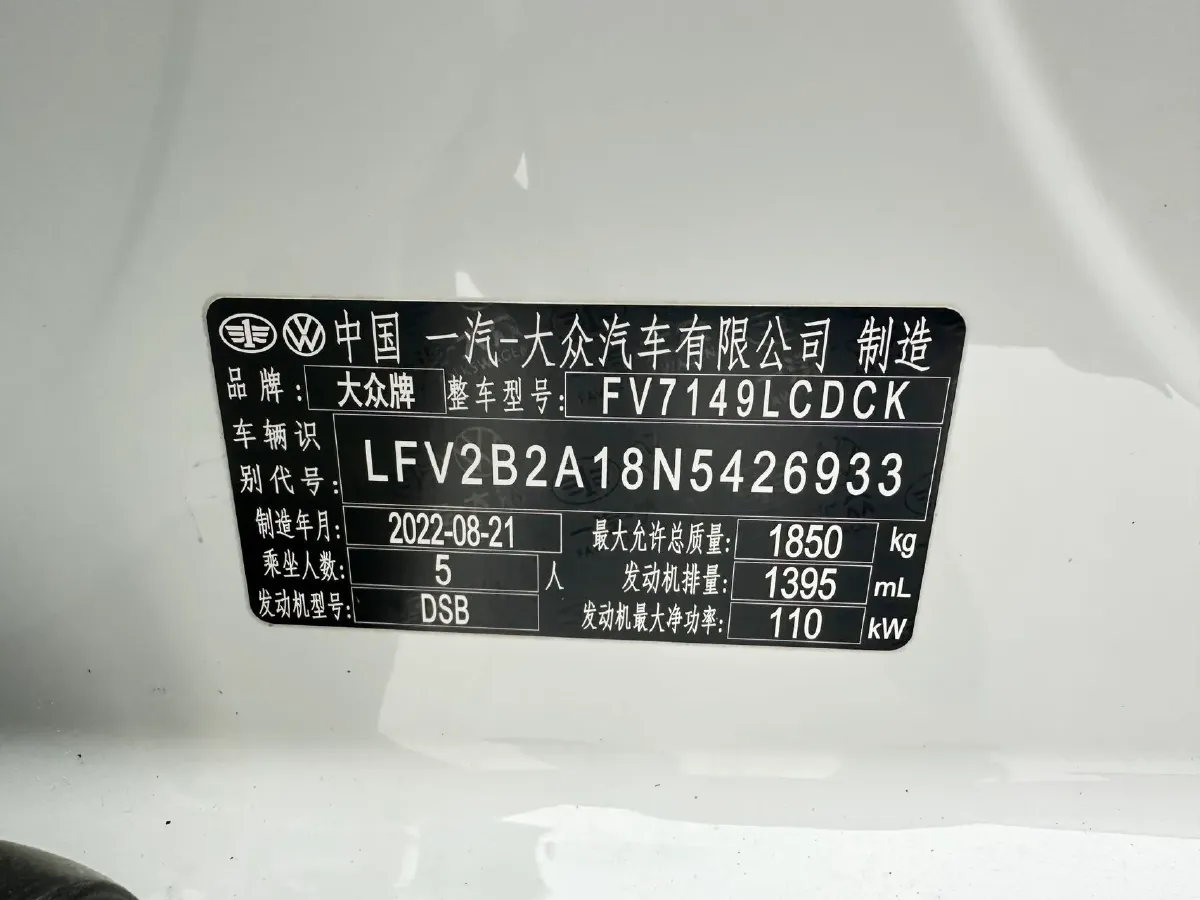 中国 一汽-大众汽车有限公司 制造
品牌: 大众牌 整车型号: FV7149LCDCK
车辆识别代号: LFV2B2A18N5426933
制造年月: 2022-08-21 最大允许总质量: 1850 kg
乘坐人数: 5 人 发动机排量: 1395 mL
发动机型号: DSB 发动机最大净功率: 110 kW